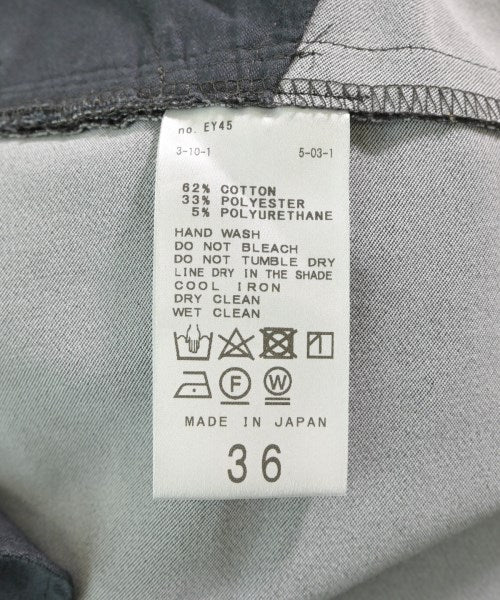 no. EY45
3-10-1 5-03-1
62% COTTON
33% POLYESTER
5% POLYURETHANE
HAND WASH
DO NOT BLEACH
DO NOT TUMBLE DRY
LINE DRY IN THE SHADE
COOL IRON
DRY CLEAN
WET CLEAN
F W
MADE IN JAPAN
36